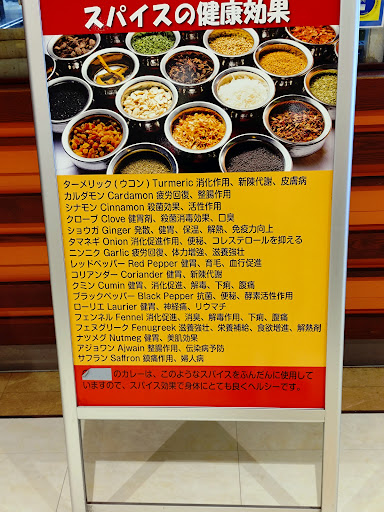 スパイスの健康効果
ターメリック(ウコン) Turmeric 消化作用、新陳代謝、皮膚病
カルダモン Cardamon 疲労回復、整腸作用
シナモン Cinnamon 殺菌効果、活性作用
クローブ Clove 健胃剤、殺菌消毒効果、口臭
ショウガ Ginger 発散、健胃、保温、解熱、免疫力向上
タマネギ Onion 消化促進作用、便秘、コレステロールを抑える
ニンニク Garlic 疲労回復、体力増強、滋養強壮
レッドペッパー Red Pepper 健胃、育毛、血行促進
コリアンダー Coriander 健胃、新陳代謝
クミン Cumin 健胃、消化促進、解毒、下痢、腹痛
ブラックペッパー Black Pepper 抗菌、便秘、酵素活性作用
ローリエ Laurier 健胃、神経痛、リウマチ
フェンネル Fennel 消化促進、消臭、解毒作用、下痢、腹痛
フェヌグリーク Fenugreek 滋養強壮、栄養補給、食欲増進、解熱剤
ナツメグ Nutmeg 健胃、美肌効果
アジョワン Ajwain 整腸作用、伝染病予防
サフラン Saffron 鎮痛作用、婦人病
のカレーは、このようなスパイスをふんだんに使用して
いますので、スパイス効果で身体にとても良くヘルシーです。